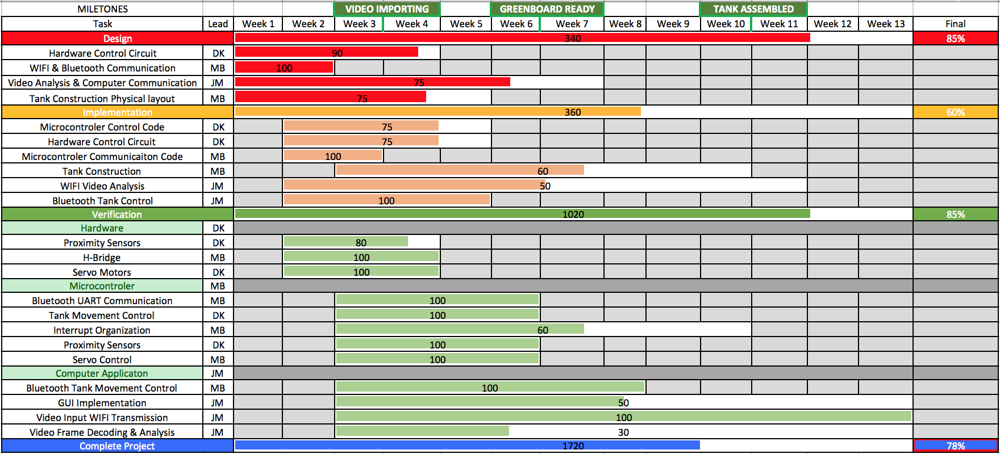 MILETONES VIDEO IMPORTING GREENBOARD READY TANK ASSEMBLED
Task Lead Week 1 Week 2 Week 3 Week 4 Week 5 Week 6 Week 7 Week 8 Week 9 Week 10 Week 11 Week 12 Week 13 Final
Design 340 85%
Hardware Control Circuit DK 90
WIFI & Bluetooth Communication MB 100
Video Analysis & Computer Communication JM 75
Tank Construction Physical layout MB 75
Implementation 360 60%
Microcontroler Control Code DK 75
Hardware Control Circuit DK 75
Microcontroler Communicaiton Code MB 100
Tank Construction MB 60
WIFI Video Analysis JM 50
Bluetooth Tank Control JM 100
Verification 1020 85%
Hardware DK
Proximity Sensors DK 80
H-Bridge MB 100
Servo Motors DK 100
Microcontroler MB
Bluetooth UART Communication MB 100
Tank Movement Control DK 100
Interrupt Organization MB 60
Proximity Sensors DK 100
Servo Control MB 100
Computer Applicaton JM
Bluetooth Tank Movement Control MB 100
GUI Implementation JM 50
Video Input WIFI Transmission JM 100
Video Frame Decoding & Analysis JM 30
Complete Project 1720 78%